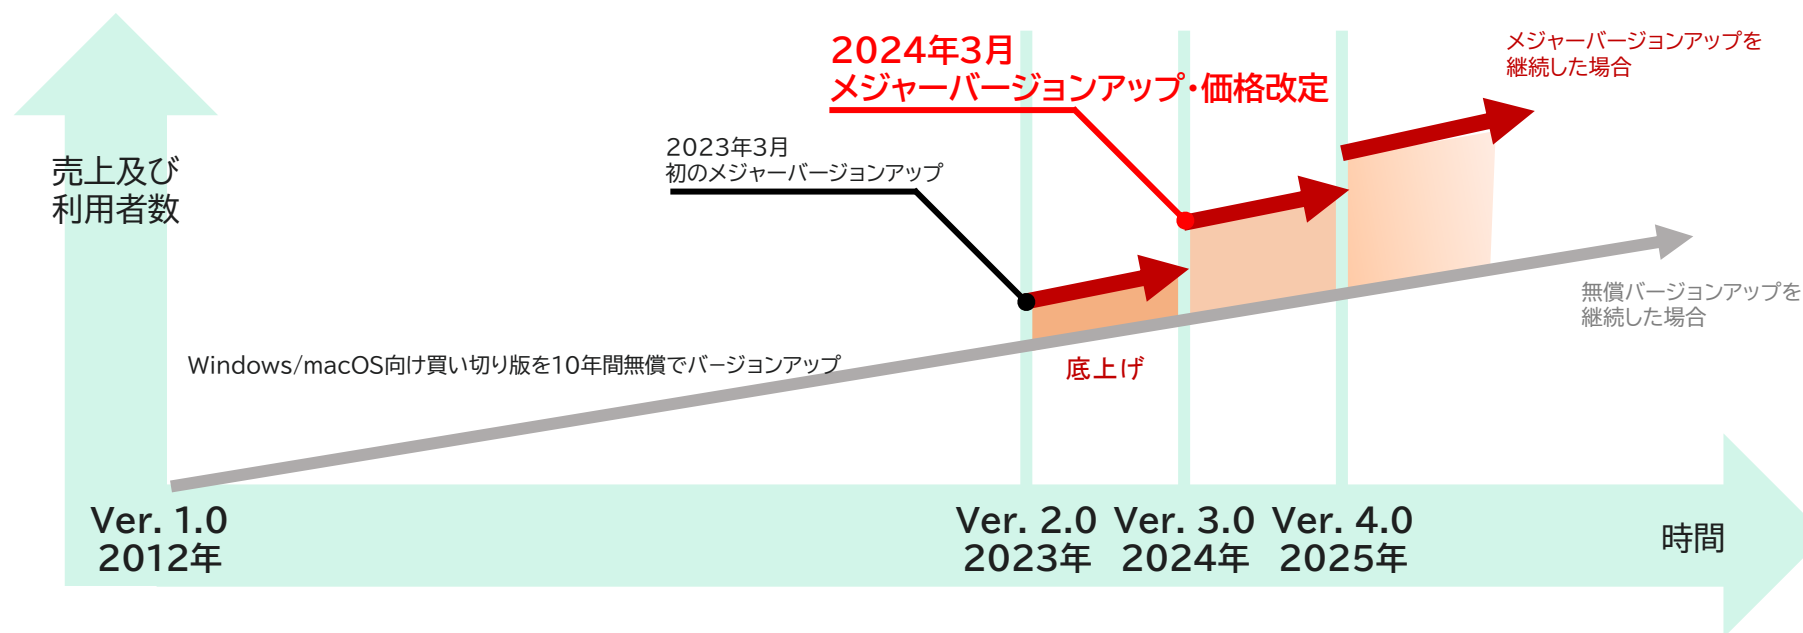 2024年3月
メジャーバージョンアップ・価格改定
メジャーバージョンアップを
継続した場合
2023年3月
初のメジャーバージョンアップ
売上及び
利用者数
無償バージョンアップを
継続した場合
Windows/macOS向け買い切り版を10年間無償でバージョンアップ
底上げ
Ver. 1.0
2012年
Ver. 2.0
2023年
Ver. 3.0
2024年
Ver. 4.0
2025年
時間